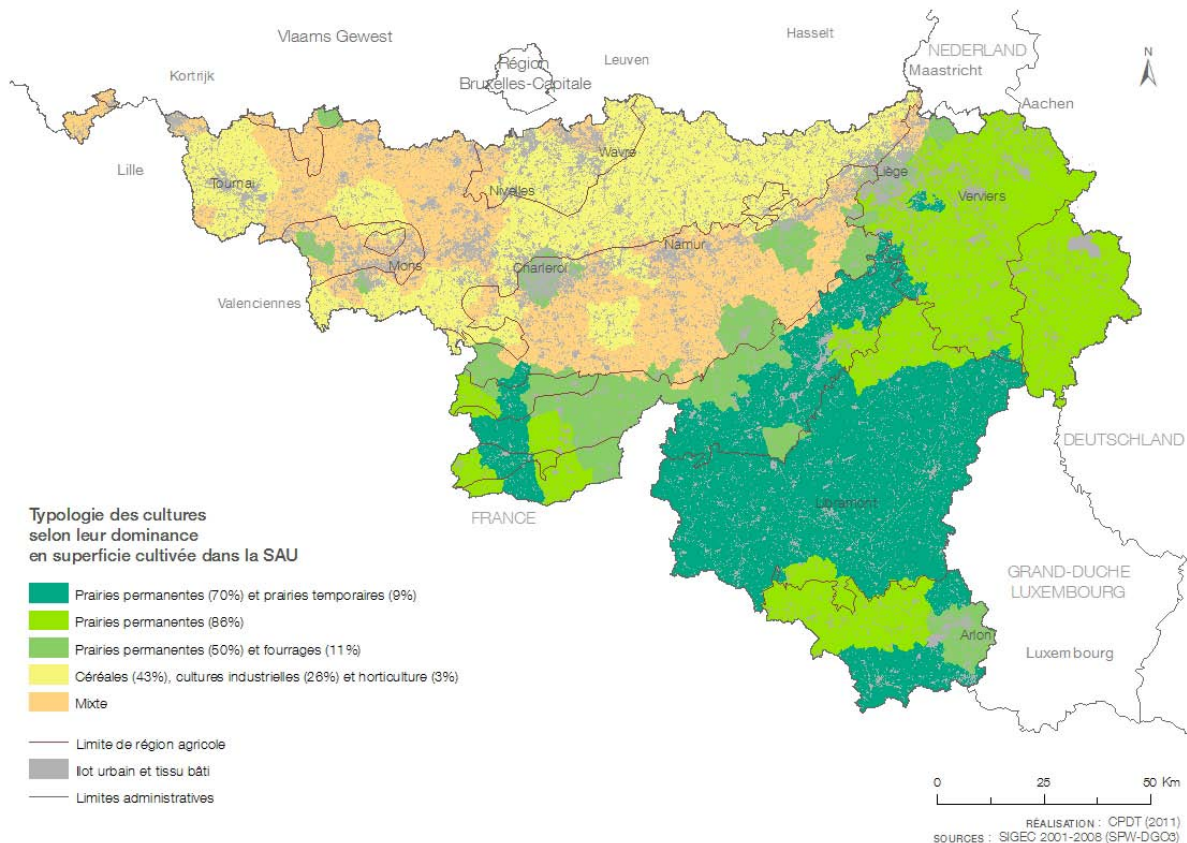 Vlaams Gewest
Hasselt
NEDERLAND
Kortrijk
Région
Bruxelles-Capitale
Leuven
Maastricht
N
Aachen
Lille
Wavre
Tournai
Nivelles
Liège
Verviers
Mons
Charleroi
Namur
Valenciennes
DEUTSCHLAND
FRANCE
Libramont
GRAND-DUCHE
LUXEMBOURG
Arlon
Luxembourg
Typologie des cultures
selon leur dominance
en superficie cultivée dans la SAU
Prairies permanentes (70%) et prairies temporaires (9%)
Prairies permanentes (86%)
Prairies permanentes (50%) et fourrages (11%)
Céréales (43%), cultures industrielles (26%) et horticulture (3%)
Mixte
Limite de région agricole
Ilot urbain et tissu bâti
Limites administratives
0 25 50 Km
RÉALISATION : CPDT (2011)
SOURCES : SIGEC 2001-2008 (SPW-DGO3)